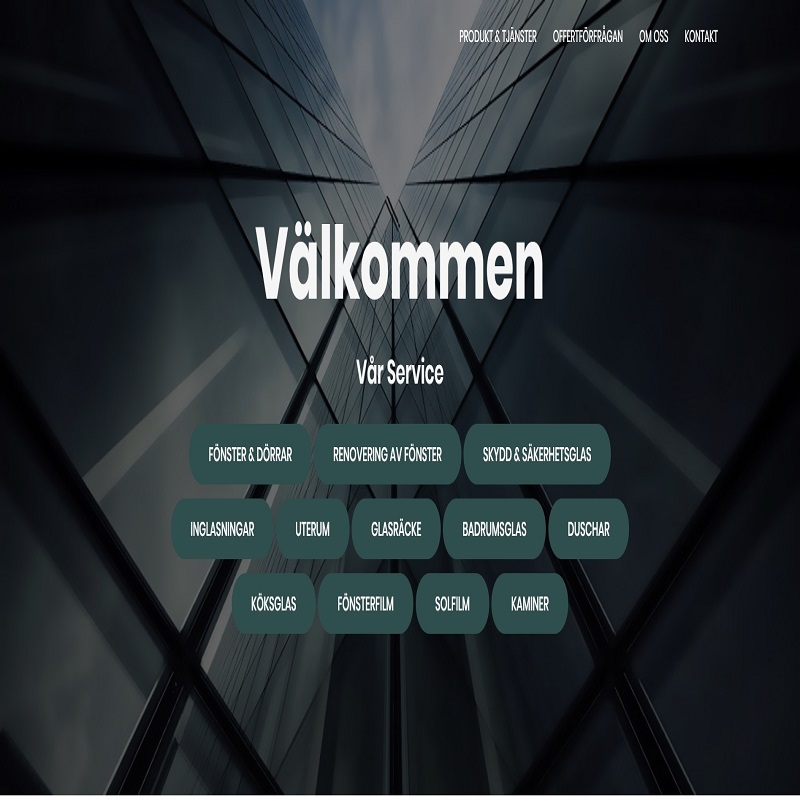 PRODUKT & TJÄNSTER OFFERTFÖRFRÅGAN OM OSS KONTAKT
Välkommen
Vår Service
FÖNSTER & DÖRRAR RENOVERING AV FÖNSTER SKYDD & SÄKERHETSGLAS
INGLASNINGAR UTERUM GLASRÄCKE BADRUMSGLAS DUSCHAR
KÖKSGLAS FÖNSTERFILM SOLFILM KAMINER